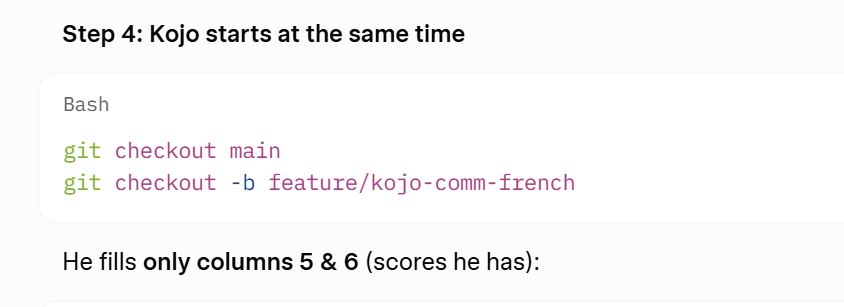 Step 4: Kojo starts at the same time
Bash
git checkout main
git checkout -b feature/kojo-comm-french
He fills only columns 5 & 6 (scores he has):